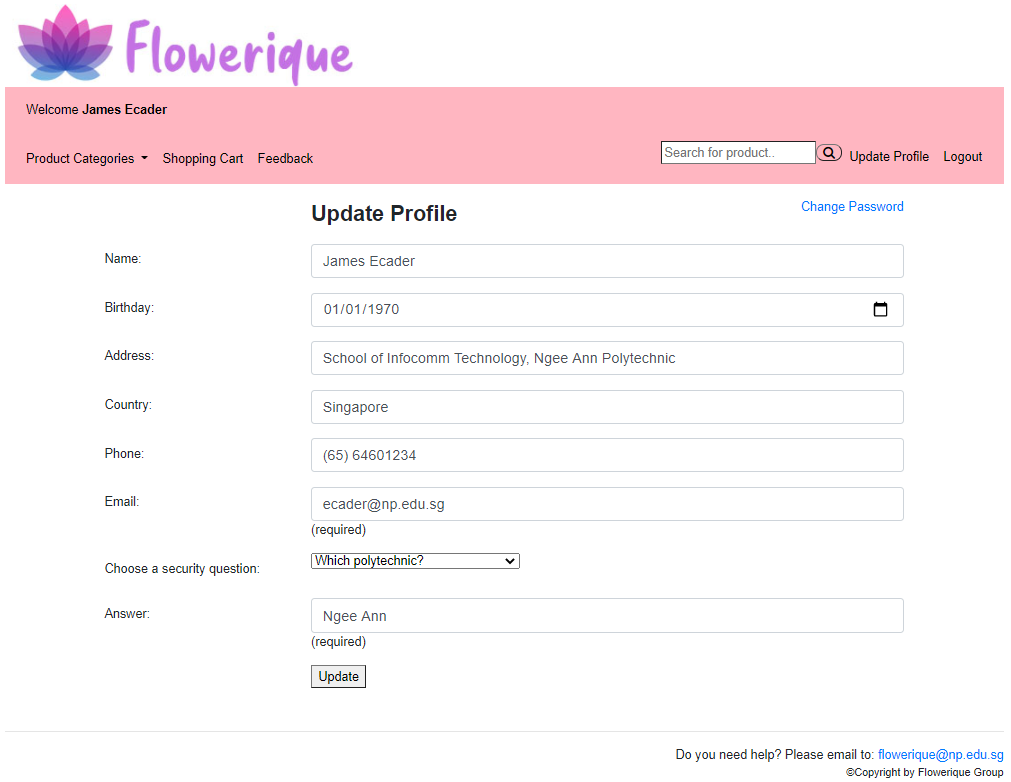 Flowerique
Welcome James Ecader
Product Categories Shopping Cart Feedback Search for product.. Update Profile Logout
Update Profile Change Password
Name: James Ecader
Birthday: 01/01/1970
Address: School of Infocomm Technology, Ngee Ann Polytechnic
Country: Singapore
Phone: (65) 64601234
Email: ecader@np.edu.sg
(required)
Choose a security question: Which polytechnic?
Answer: Ngee Ann
(required)
Update
Do you need help? Please email to: flowerique@np.edu.sg
©Copyright by Flowerique Group